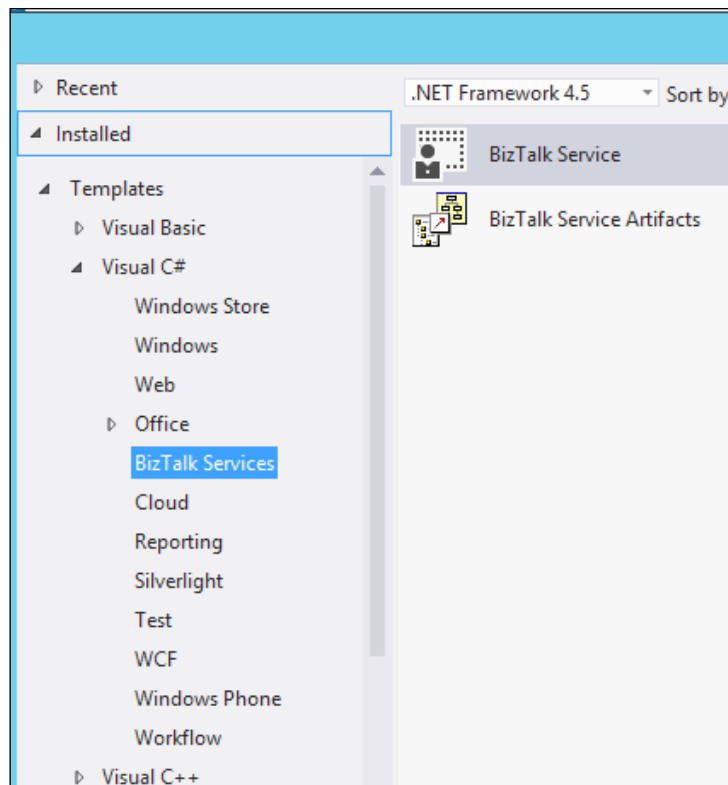 Recent
Installed
Templates
Visual Basic
Visual C#
Windows Store
Windows
Web
Office
BizTalk Services
Cloud
Reporting
Silverlight
Test
WCF
Windows Phone
Workflow
Visual C++
.NET Framework 4.5 Sort by
BizTalk Service
BizTalk Service Artifacts